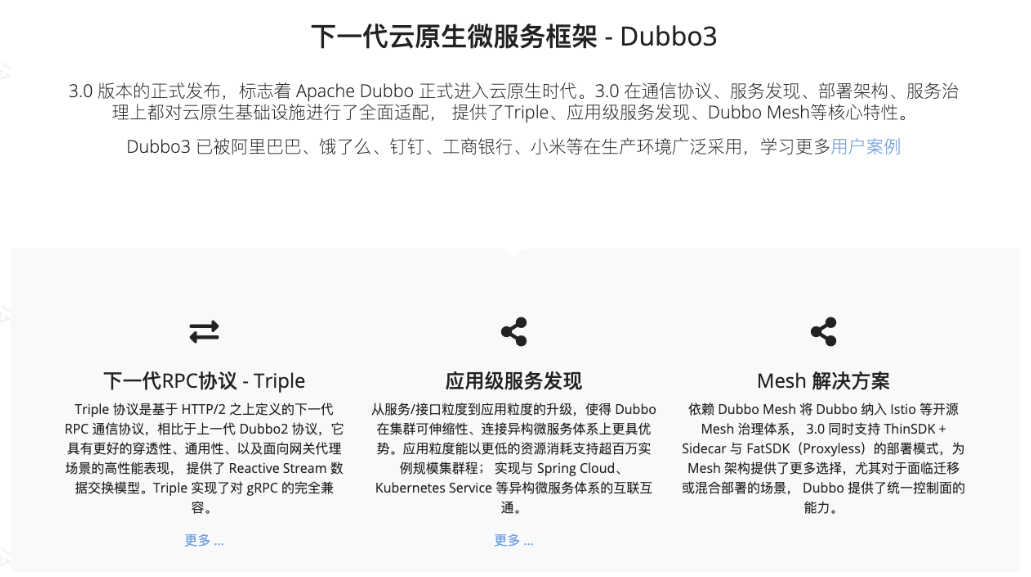 下一代云原生微服务框架 - Dubbo3
3.0 版本的正式发布，标志着 Apache Dubbo 正式进入云原生时代。3.0 在通信协议、服务发现、部署架构、服务治
理上都对云原生基础设施进行了全面适配， 提供了Triple、应用级服务发现、Dubbo Mesh等核心特性。
Dubbo3 已被阿里巴巴、饿了么、钉钉、工商银行、小米等在生产环境广泛采用，学习更多用户案例
下一代RPC协议 - Triple
Triple 协议是基于 HTTP/2 之上定义的下一代
RPC 通信协议，相比于上一代 Dubbo2 协议，它
具有更好的穿透性、通用性、以及面向网关代理
场景的高性能表现， 提供了 Reactive Stream 数
据交换模型。Triple 实现了对 gRPC 的完全兼
容。
更多 ...
应用级服务发现
从服务/接口粒度到应用粒度的升级，使得 Dubbo
在集群可伸缩性、连接异构微服务体系上更具优
势。应用粒度能以更低的资源消耗支持超百万实
例规模集群程； 实现与 Spring Cloud、
Kubernetes Service 等异构微服务体系的互联互
通。
更多 ...
Mesh 解决方案
依赖 Dubbo Mesh 将 Dubbo 纳入 Istio 等开源
Mesh 治理体系， 3.0 同时支持 ThinSDK +
Sidecar 与 FatSDK（Proxyless）的部署模式，为
Mesh 架构提供了更多选择，尤其对于面临迁移
或混合部署的场景， Dubbo 提供了统一控制面的
能力。